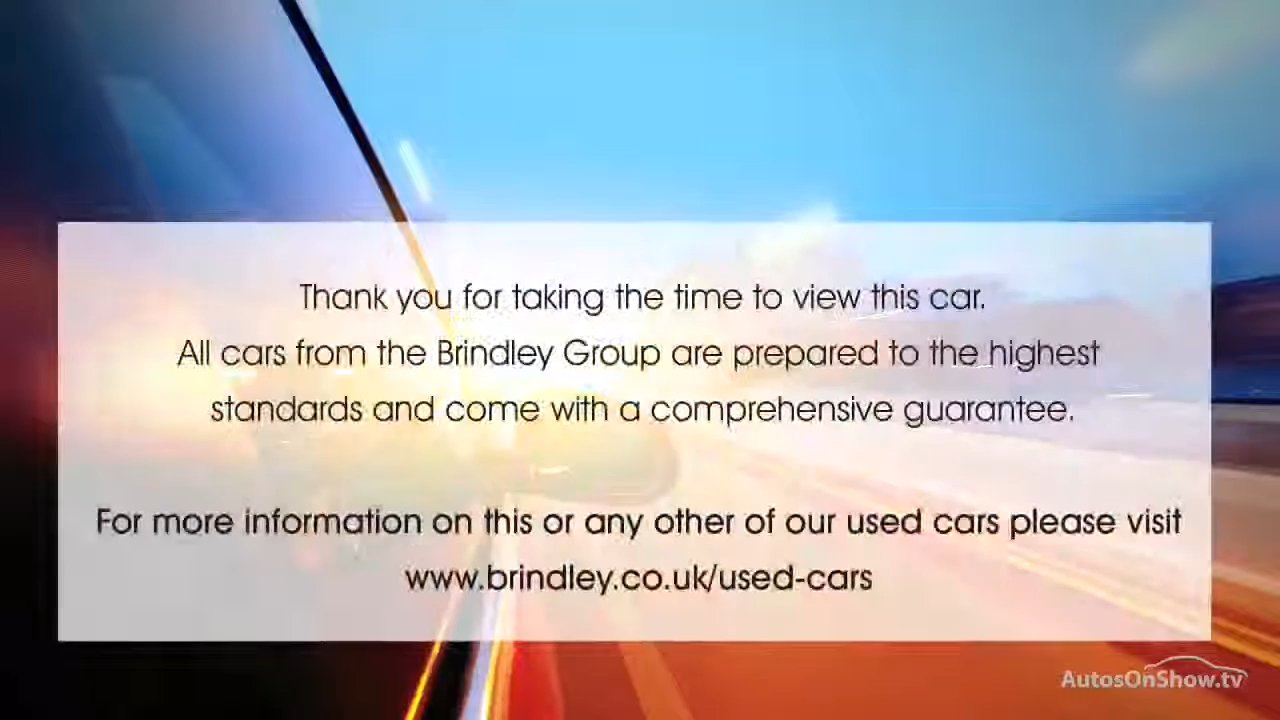 Thank you for taking the time to view this car.
All cars from the Brindley Group are prepared to the highest
standards and come with a comprehensive guarantee.
For more information on this or any other of our used cars please visit
www.brindley.co.uk/used-cars
AutosOnShow.tv